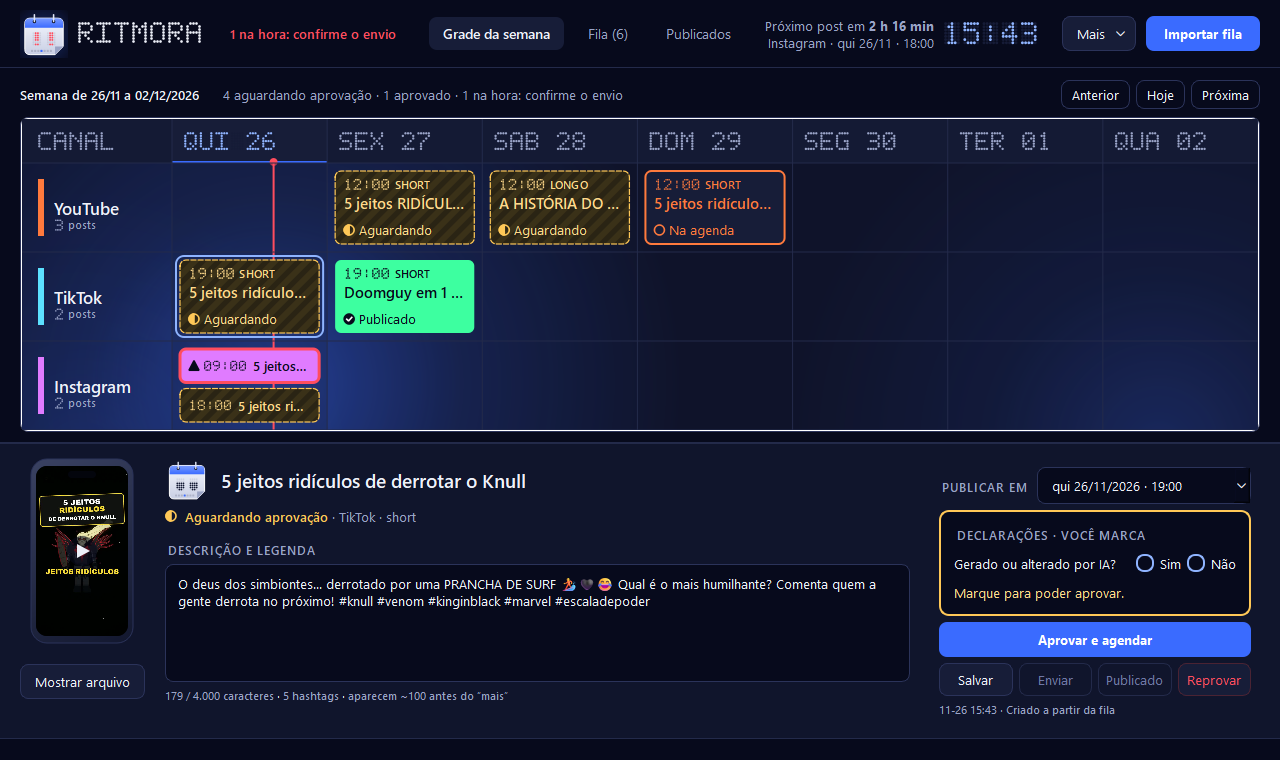 RITMORA
1 na hora: confirme o envio
Grade da semana
Fila (6)
Publicados
Próximo post em 2 h 16 min
Instagram · qui 26/11 · 18:00
15:43
Mais
Importar fila
Semana de 26/11 a 02/12/2026
4 aguardando aprovação · 1 aprovado · 1 na hora: confirme o envio
Anterior
Hoje
Próxima
CANAL
QUI 26
SEX 27
SAB 28
DOM 29
SEG 30
TER 01
QUA 02
YouTube
3 posts
12:00 SHORT
5 jeitos RIDÍCUL...
Aguardando
12:00 LONGO
A HISTÓRIA DO ...
Aguardando
12:00 SHORT
5 jeitos ridículo...
Na agenda
TikTok
2 posts
19:00 SHORT
5 jeitos ridículo...
Aguardando
19:00 SHORT
Doomguy em 1 ...
Publicado
Instagram
2 posts
09:00 5 jeitos...
18:00 5 jeitos ri...
5 JEITOS
RIDÍCULOS
DE DERROTAR O KNULL
JEITOS RIDÍCULOS
Mostrar arquivo
5 jeitos ridículos de derrotar o Knull
Aguardando aprovação · TikTok · short
DESCRIÇÃO E LEGENDA
O deus dos simbiontes... derrotado por uma PRANCHA DE SURF 🏄 🖤 😂 Qual é o mais humilhante? Comenta quem a
gente derrota no próximo! #knull #venom #kinginblack #marvel #escaladepoder
179 / 4.000 caracteres · 5 hashtags · aparecem ~100 antes do "mais"
PUBLICAR EM
qui 26/11/2026 · 19:00
DECLARAÇÕES · VOCÊ MARCA
Gerado ou alterado por IA?
Sim
Não
Marque para poder aprovar.
Aprovar e agendar
Salvar
Enviar
Publicado
Reprovar
11-26 15:43 · Criado a partir da fila